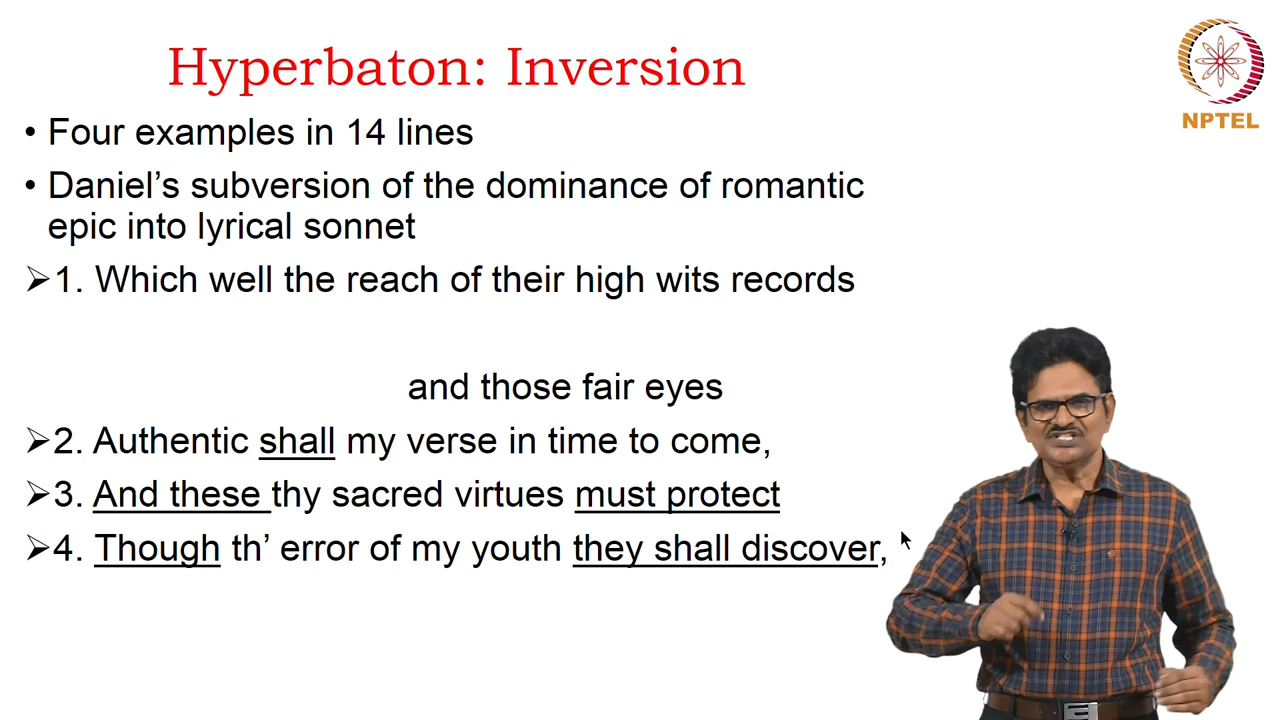 Hyperbaton: Inversion
NPTEL
• Four examples in 14 lines
• Daniel’s subversion of the dominance of romantic
epic into lyrical sonnet
➢1. Which well the reach of their high wits records
and those fair eyes
➢2. Authentic shall my verse in time to come,
➢3. And these thy sacred virtues must protect
➢4. Though th’ error of my youth they shall discover,